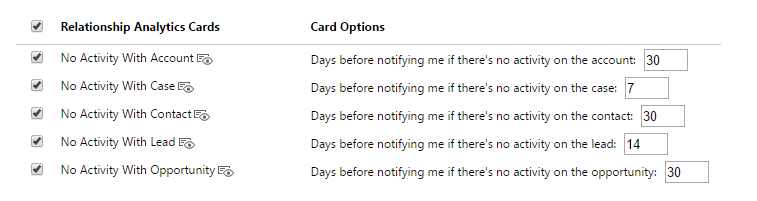 Relationship Analytics Cards Card Options
No Activity With Account Days before notifying me if there's no activity on the account: 30
No Activity With Case Days before notifying me if there's no activity on the case: 7
No Activity With Contact Days before notifying me if there's no activity on the contact: 30
No Activity With Lead Days before notifying me if there's no activity on the lead: 14
No Activity With Opportunity Days before notifying me if there's no activity on the opportunity: 30